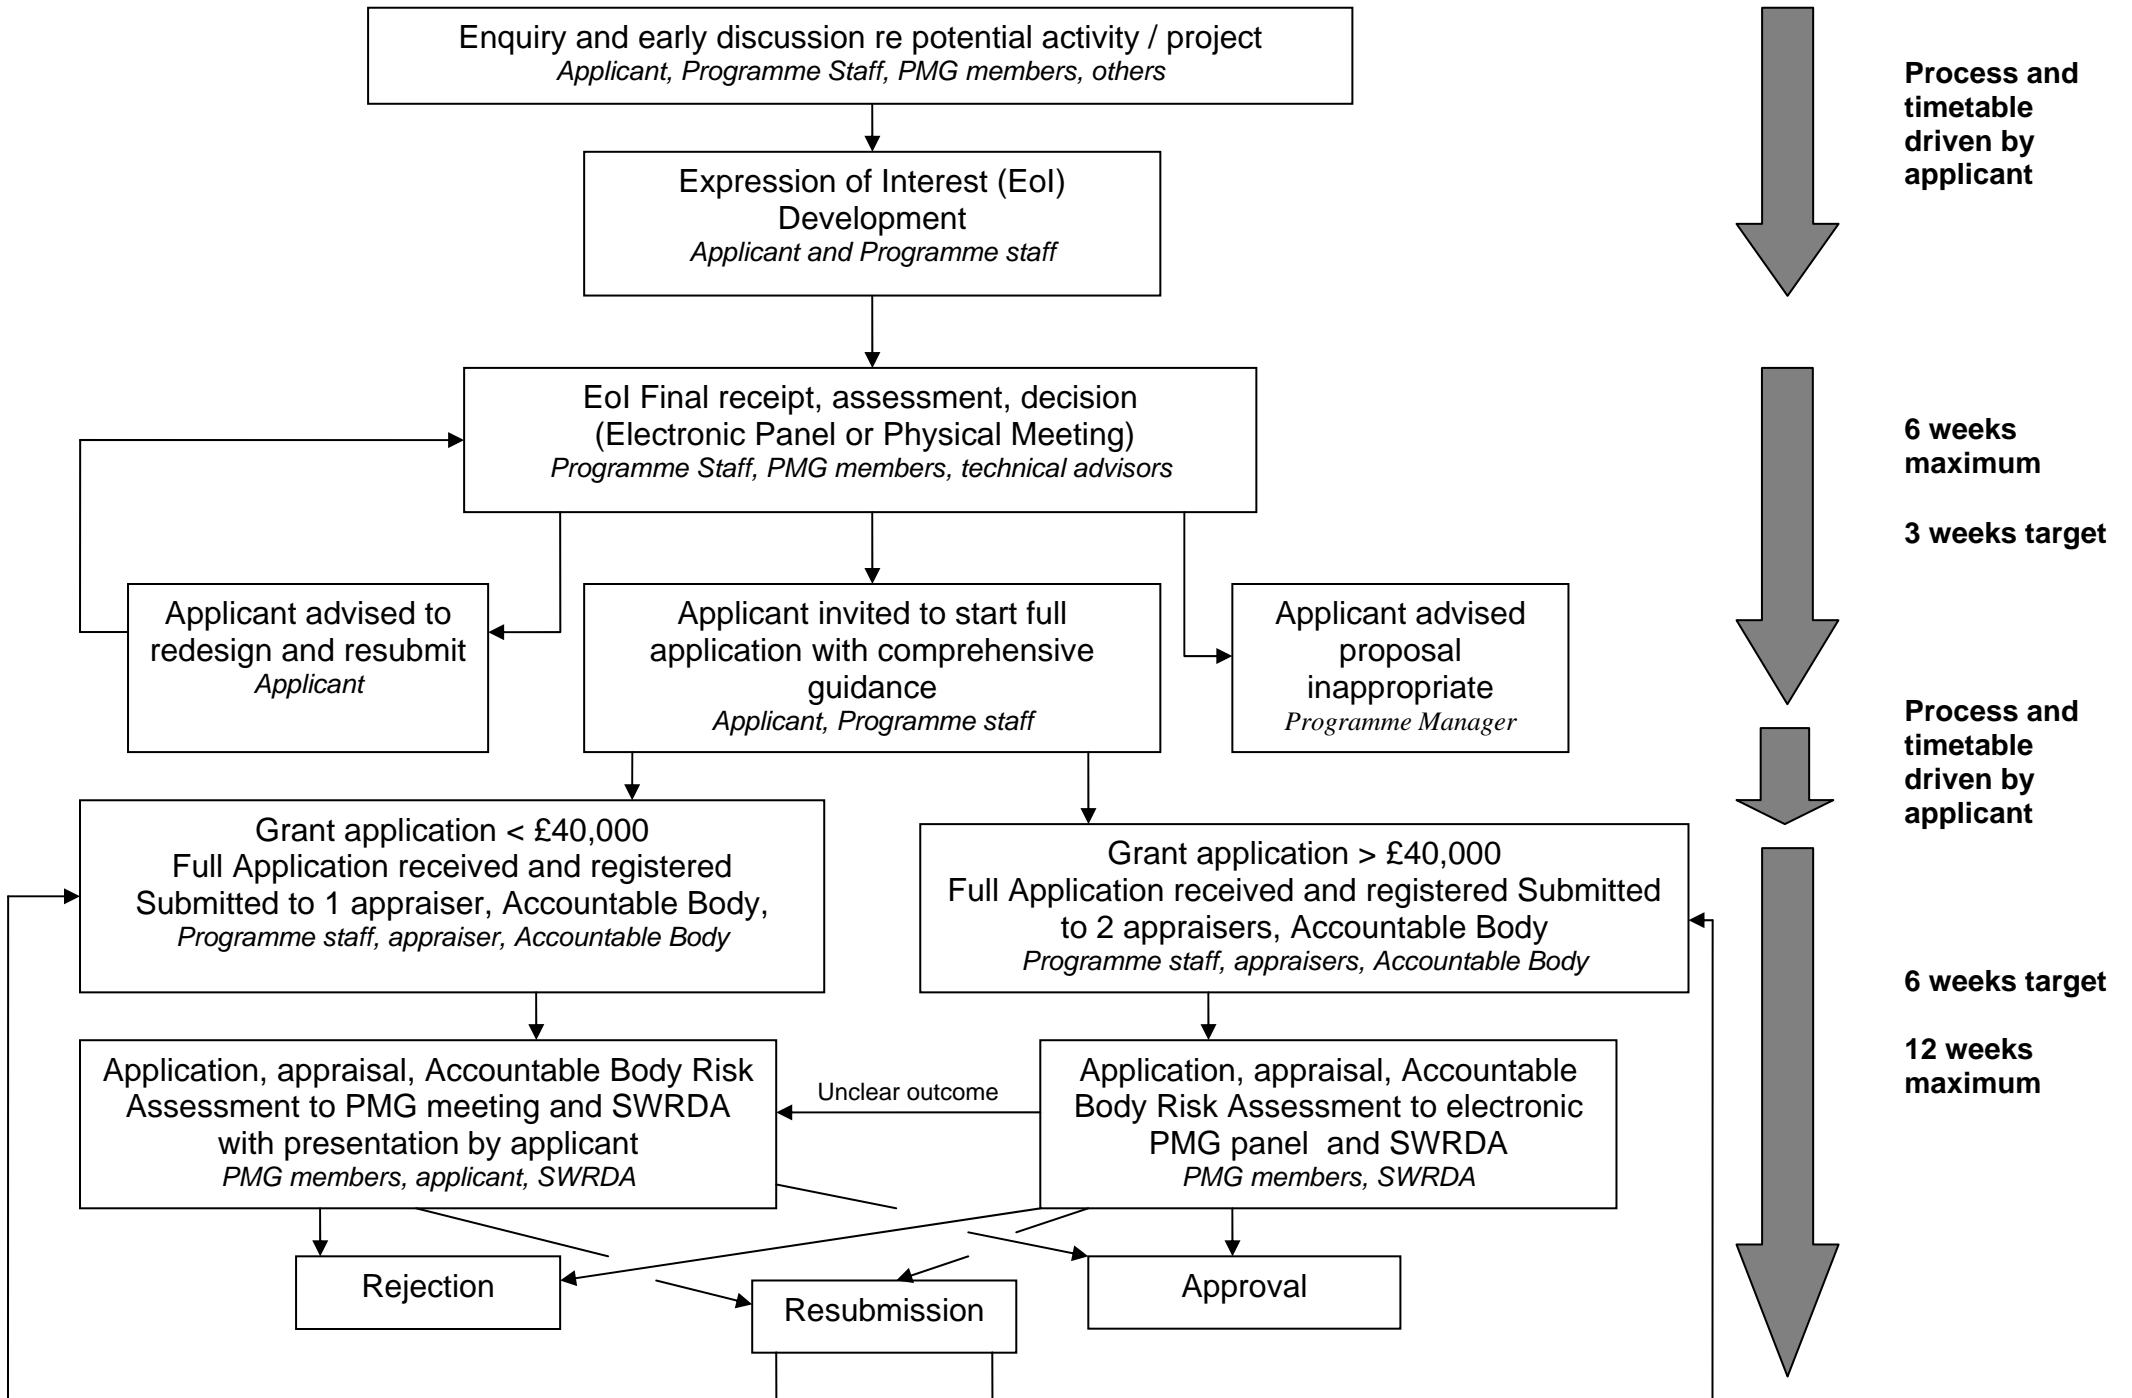 Enquiry and early discussion re potential activity / project
Applicant, Programme Staff, PMG members, others
Process and
timetable
driven by
applicant
Expression of Interest (EoI)
Development
Applicant and Programme staff
EoI Final receipt, assessment, decision
(Electronic Panel or Physical Meeting)
Programme Staff, PMG members, technical advisors
6 weeks
maximum
3 weeks target
Applicant advised to
redesign and resubmit
Applicant
Applicant invited to start full
application with comprehensive
guidance
Applicant, Programme staff
Applicant advised
proposal
inappropriate
Programme Manager
Process and
timetable
driven by
applicant
Grant application < £40,000
Full Application received and registered
Submitted to 1 appraiser, Accountable Body,
Programme staff, appraiser, Accountable Body
Grant application > £40,000
Full Application received and registered Submitted
to 2 appraisers, Accountable Body
Programme staff, appraisers, Accountable Body
6 weeks target
12 weeks
maximum
Application, appraisal, Accountable Body Risk
Assessment to PMG meeting and SWRDA
with presentation by applicant
PMG members, applicant, SWRDA
Unclear outcome
Application, appraisal, Accountable
Body Risk Assessment to electronic
PMG panel and SWRDA
PMG members, SWRDA
Rejection
Resubmission
Approval